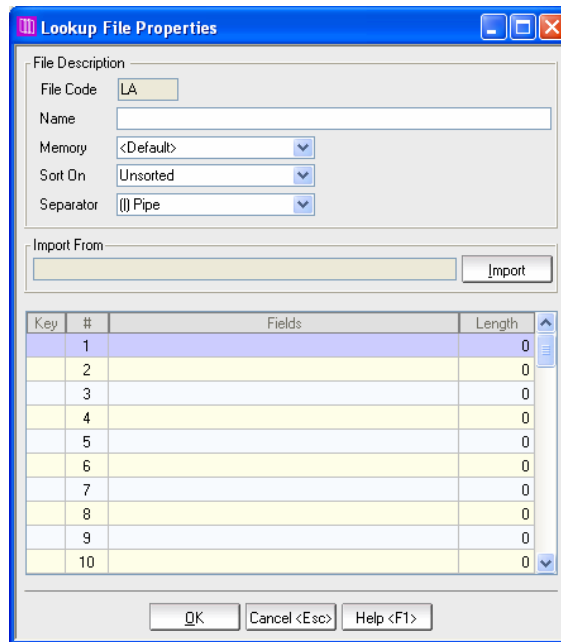 Lookup File Properties
File Description
File Code LA
Name
Memory <Default>
Sort On Unsorted
Separator (|) Pipe
Import From
Import
Key # Fields Length
1 0
2 0
3 0
4 0
5 0
6 0
7 0
8 0
9 0
10 0
OK Cancel <Esc> Help <F1>